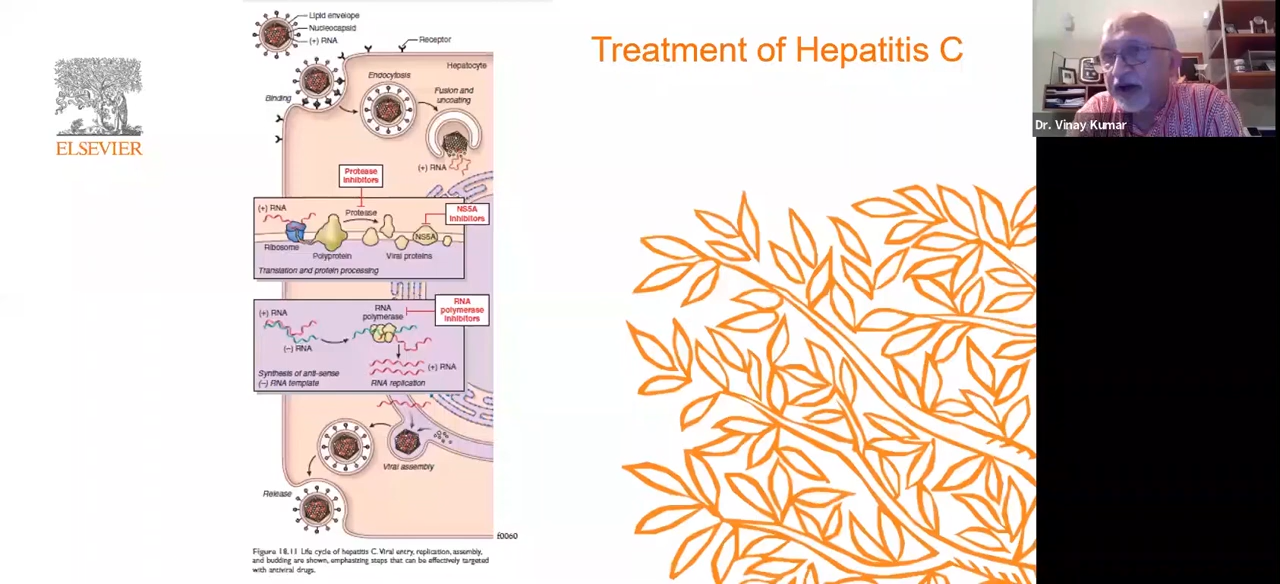 Lipid envelope
Nucleocapsid
(+) RNA
Receptor
Hepatocyte
Endocytosis
Binding
Fusion and
uncoating
(+) RNA
Protease
inhibitors
(+) RNA
Protease
NS5A
inhibitors
NS5A
Ribosome
Polyprotein
Viral proteins
Translation and protein processing
RNA
polymerase
inhibitors
(+) RNA
RNA
polymerase
(–) RNA
(+) RNA
Synthesis of anti-sense
(–) RNA template
RNA replication
Viral assembly
Release
E0060
Figure 18.11 Life cycle of hepatitis C. Viral entry, replication, assembly,
and budding are shown, emphasizing steps that can be effectively targeted
with antiviral drugs.
ELSEVIER
Treatment of Hepatitis C
Dr. Vinay Kumar